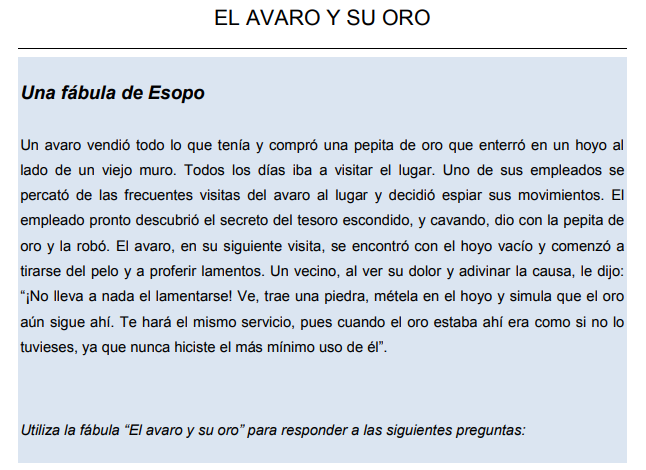 EL AVARO Y SU ORO
Una fábula de Esopo
Un avaro vendió todo lo que tenía y compró una pepita de oro que enterró en un hoyo al
lado de un viejo muro. Todos los días iba a visitar el lugar. Uno de sus empleados se
percató de las frecuentes visitas del avaro al lugar y decidió espiar sus movimientos. El
empleado pronto descubrió el secreto del tesoro escondido, y cavando, dio con la pepita de
oro y la robó. El avaro, en su siguiente visita, se encontró con el hoyo vacío y comenzó a
tirarse del pelo y a proferir lamentos. Un vecino, al ver su dolor y adivinar la causa, le dijo:
“¡No lleva a nada el lamentarse! Ve, trae una piedra, métela en el hoyo y simula que el oro
aún sigue ahí. Te hará el mismo servicio, pues cuando el oro estaba ahí era como si no lo
tuvieses, ya que nunca hiciste el más mínimo uso de él”.
Utiliza la fábula “El avaro y su oro” para responder a las siguientes preguntas: